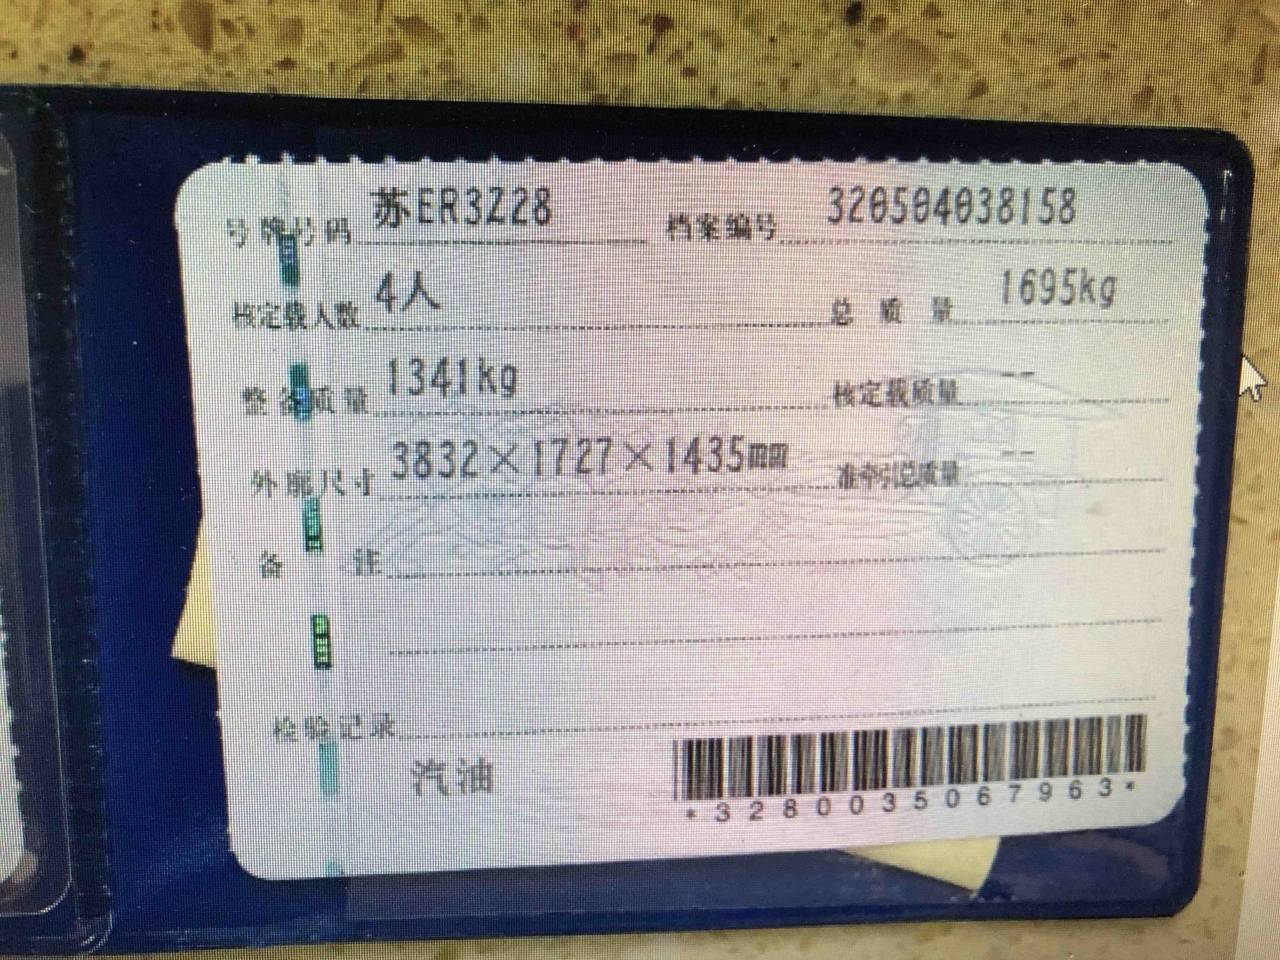 号牌号码 苏ER3Z28 档案编号 320504038158
核定载人数 4人 总质量 1695kg
整备质量 1341kg 核定载质量 --
外廓尺寸 3832×1727×1435mm 准牵引总质量 --
备注
检验记录
汽油
*3280035067963*